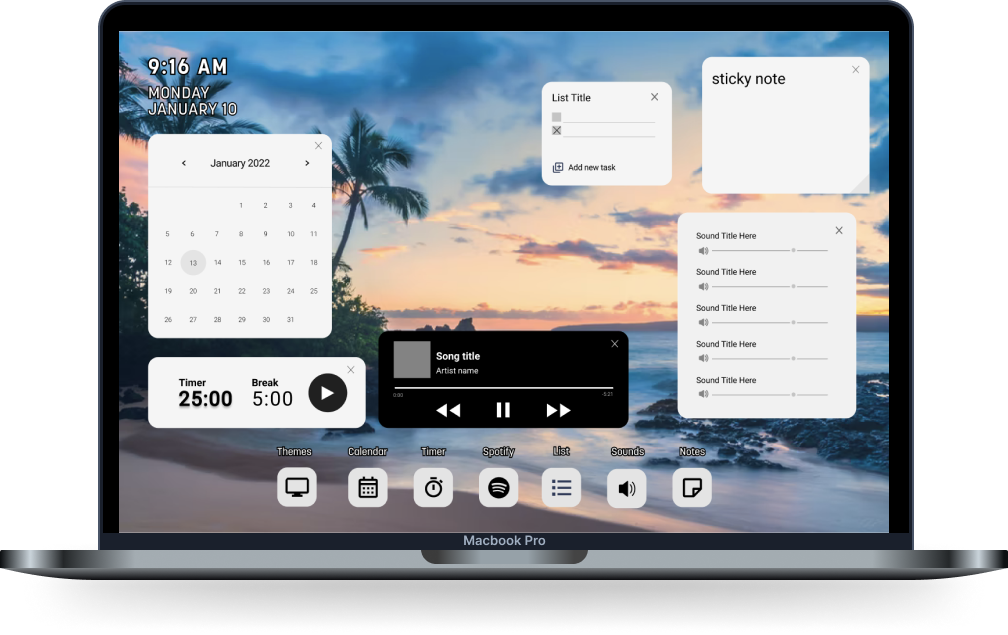 9:16 AM
MONDAY
JANUARY 10
January 2022
1 2 3 4
5 6 7 8 9 10 11
12 13 14 15 16 17 18
19 20 21 22 23 24 25
26 27 28 29 30 31
Timer
25:00
Break
5:00
Song title
Artist name
0:00
-5:21
List Title
Add new task
sticky note
Sound Title Here
Sound Title Here
Sound Title Here
Sound Title Here
Sound Title Here
Themes
Calendar
Timer
Spotify
List
Sounds
Notes
Macbook Pro